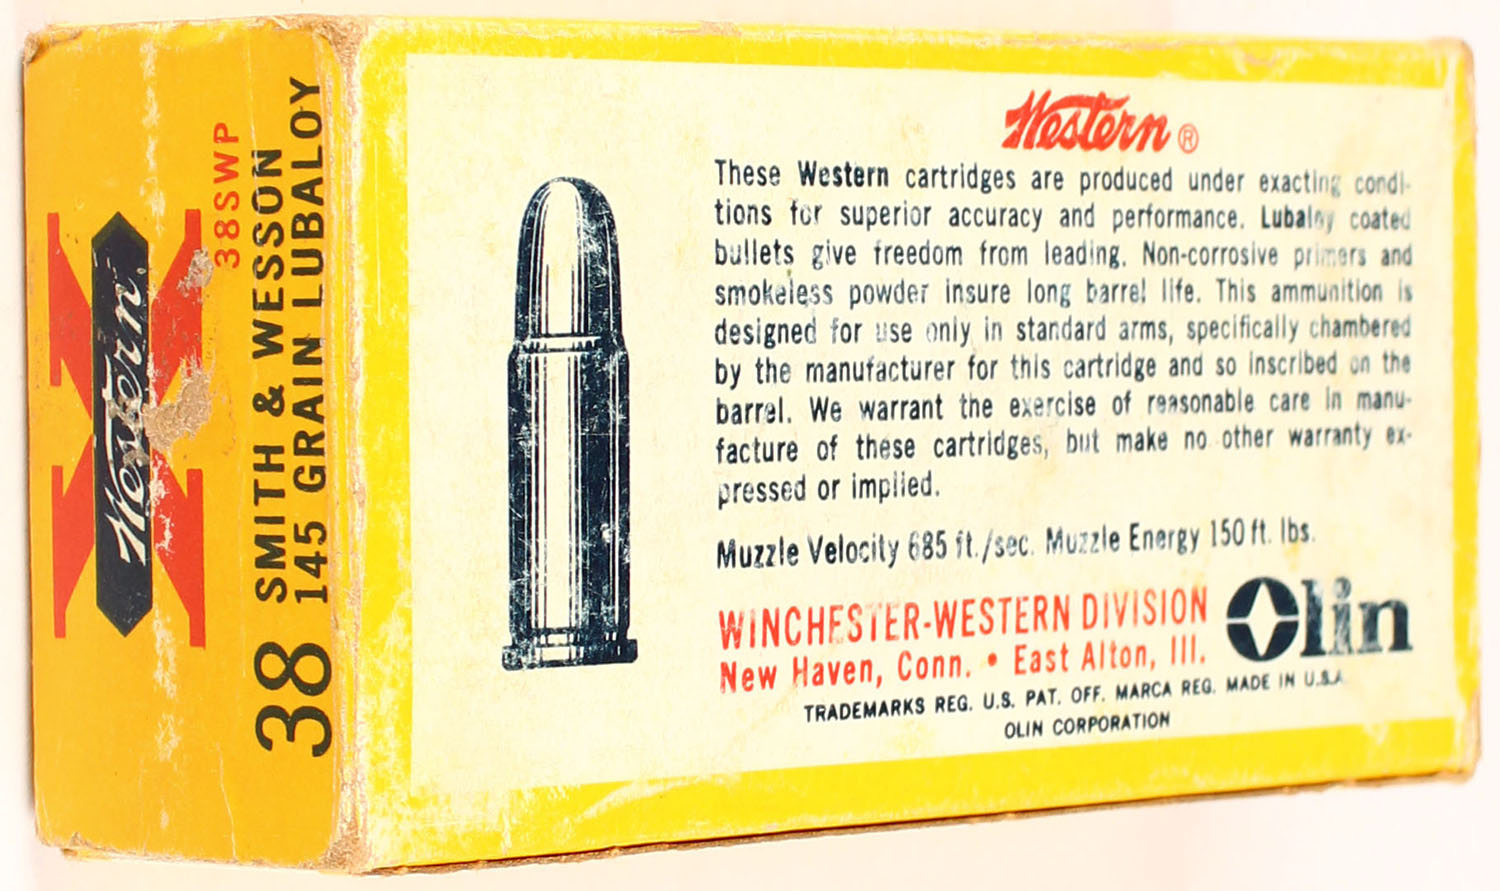 Western
38SWP
38 SMITH & WESSON
145 GRAIN LUBALOY
Western ®
These Western cartridges are produced under exacting condi-
tions for superior accuracy and performance. Lubaloy coated
bullets give freedom from leading. Non-corrosive primers and
smokeless powder insure long barrel life. This ammunition is
designed for use only in standard arms, specifically chambered
by the manufacturer for this cartridge and so inscribed on the
barrel. We warrant the exercise of reasonable care in manu-
facture of these cartridges, but make no other warranty ex-
pressed or implied.
Muzzle Velocity 685 ft./sec. Muzzle Energy 150 ft. lbs.
WINCHESTER-WESTERN DIVISION
New Haven, Conn. • East Alton, Ill.
Olin
TRADEMARKS REG. U.S. PAT. OFF. MARCA REG. MADE IN U.S.A.
OLIN CORPORATION